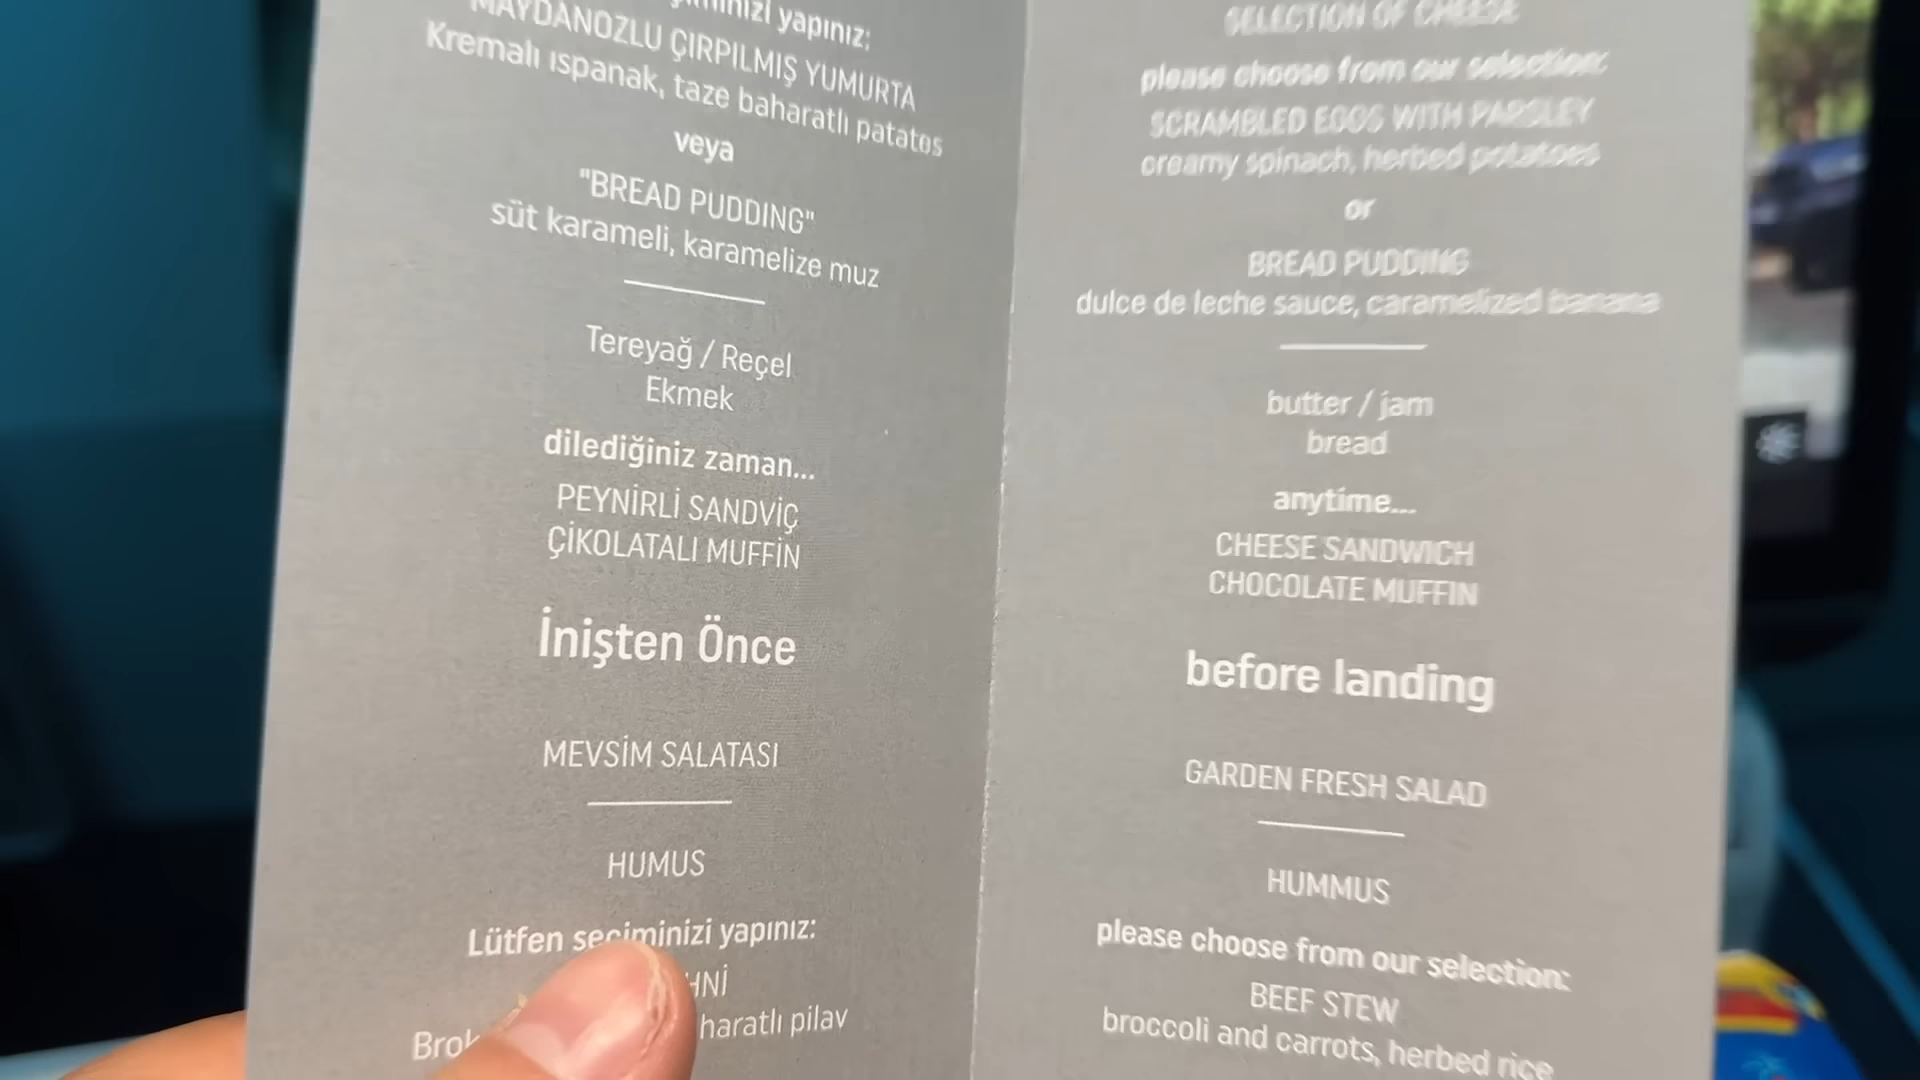 yapınız:
MAYDANOZLU ÇIRPILMIŞ YUMURTA
Kremalı ıspanak, taze baharatlı patates
veya
"BREAD PUDDING"
süt karameli, karamelize muz
Tereyağ / Reçel
Ekmek
dilediğiniz zaman...
PEYNİRLİ SANDVİÇ
ÇİKOLATALI MUFFİN
İnişten Önce
MEVSİM SALATASI
HUMUS
Lütfen seçiminizi yapınız:
pilav
SELECTION OF CHEESE
please choose from our selection:
SCRAMBLED EGGS WITH PARSLEY
creamy spinach, herbed potatoes
or
BREAD PUDDING
dulce de leche sauce, caramelized banana
butter / jam
bread
anytime...
CHEESE SANDWICH
CHOCOLATE MUFFIN
before landing
GARDEN FRESH SALAD
HUMMUS
please choose from our selection:
BEEF STEW
broccoli and carrots, herbed rice